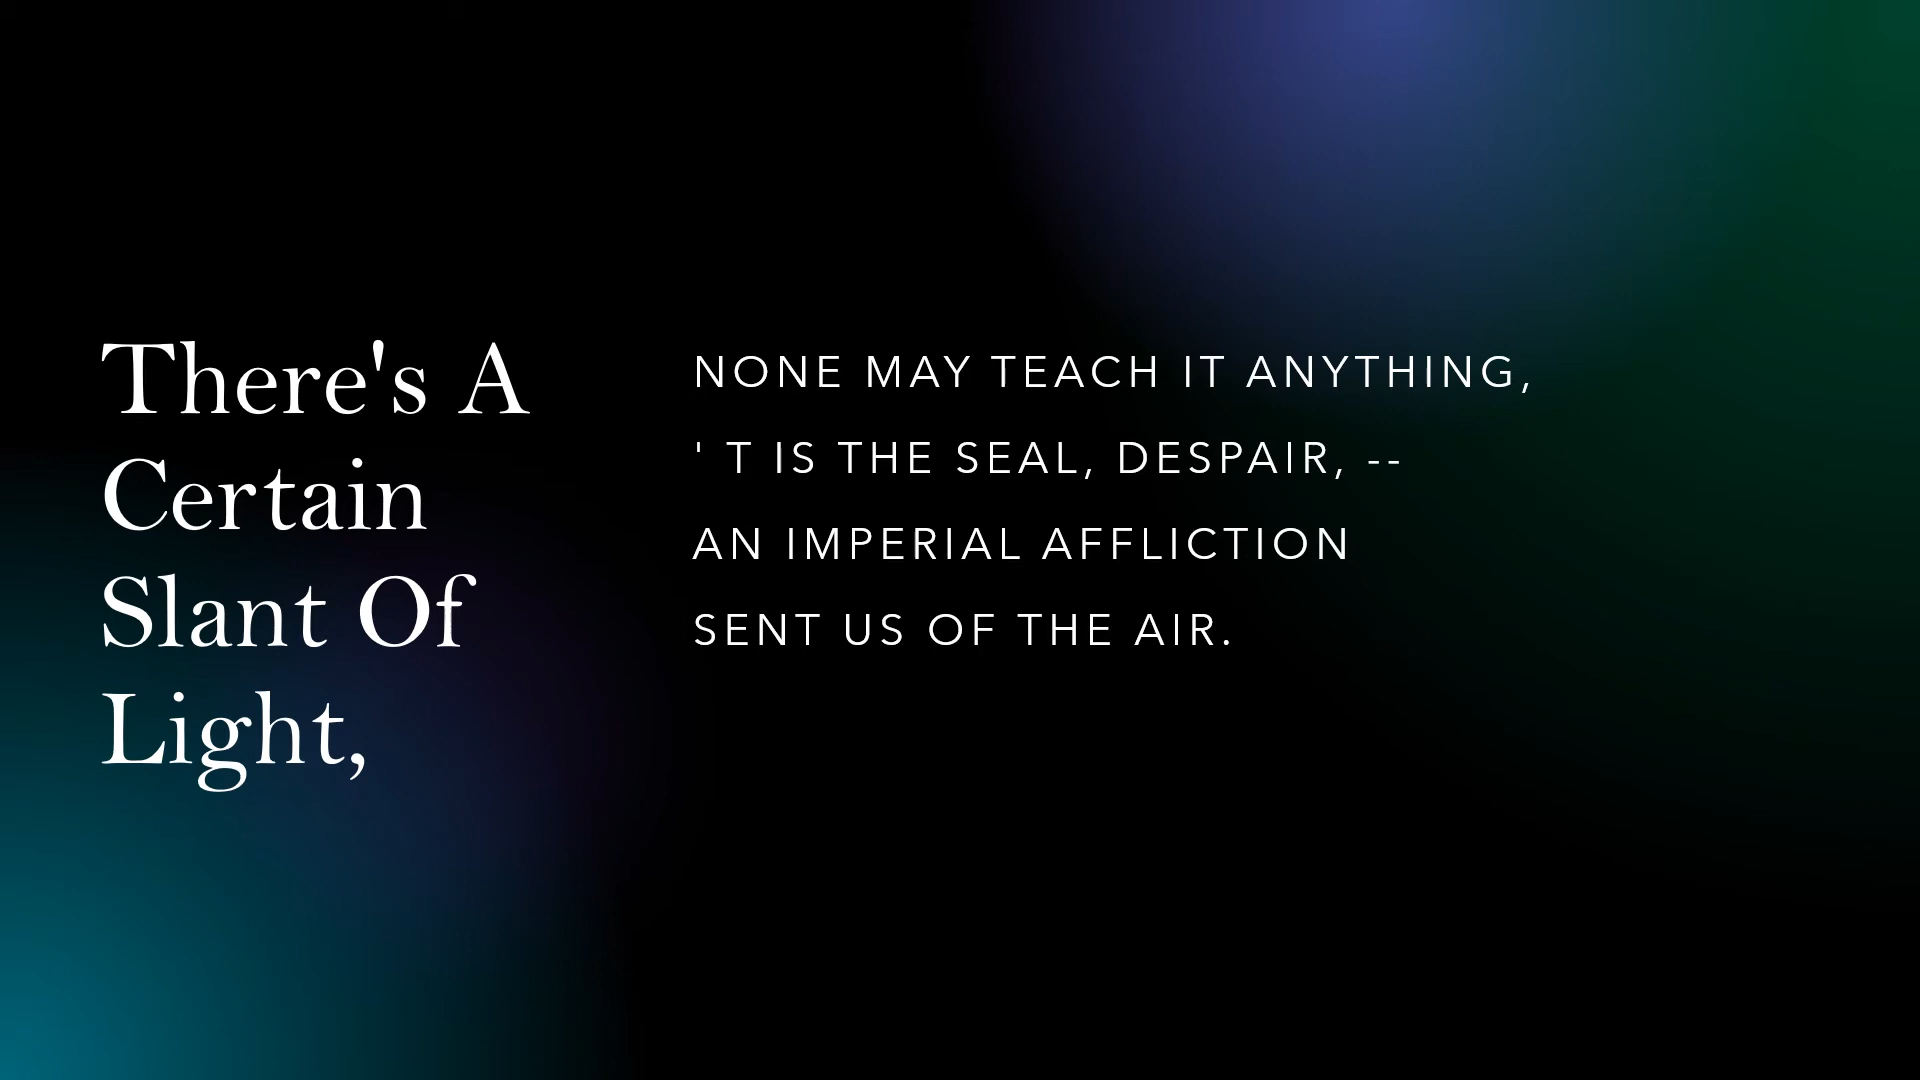 There's A
Certain
Slant Of
Light,
NONE MAY TEACH IT ANYTHING,
' T IS THE SEAL, DESPAIR, --
AN IMPERIAL AFFLICTION
SENT US OF THE AIR.